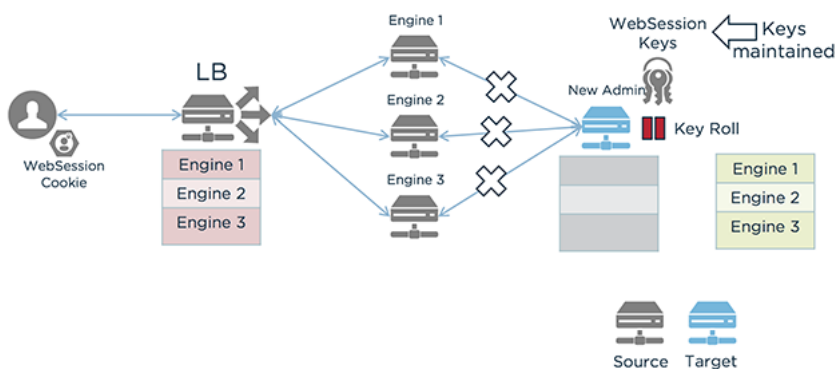 Engine 1
WebSession
Keys
Keys
maintained
LB
Engine 2
New Admin
Key Roll
WebSession
Cookie
Engine 1
Engine 2
Engine 3
Engine 3
Engine 1
Engine 2
Engine 3
Source
Target